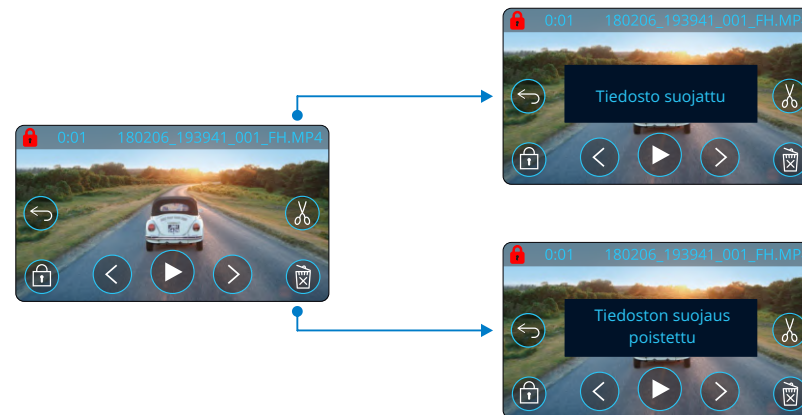 0:01 180206_193941_001_FH.MP
Tiedosto suojattu
0:01 180206_193941_001_FH.MP4
0:01 180206_193941_001_FH.MP
Tiedoston suojaus
poistettu